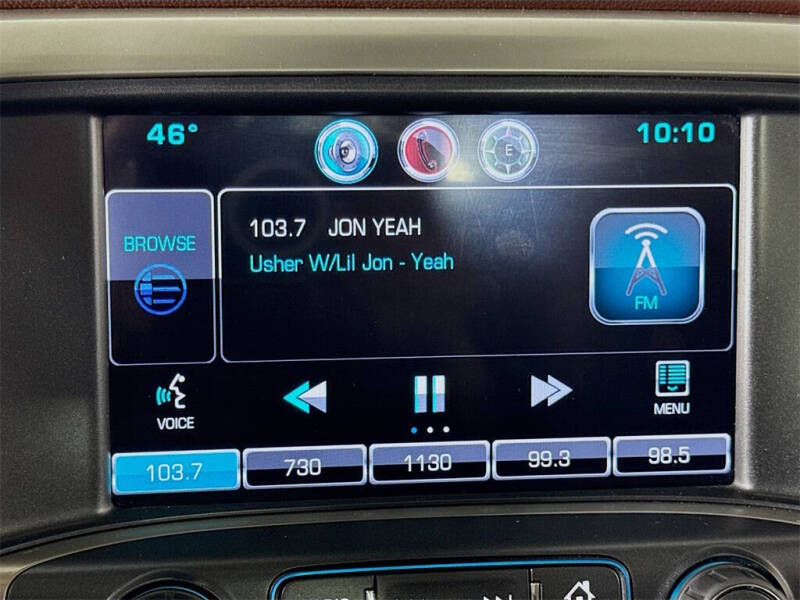 46° 10:10
E
BROWSE
103.7 JON YEAH
Usher W/Lil Jon - Yeah
FM
VOICE
MENU
103.7 730 1130 99.3 98.5